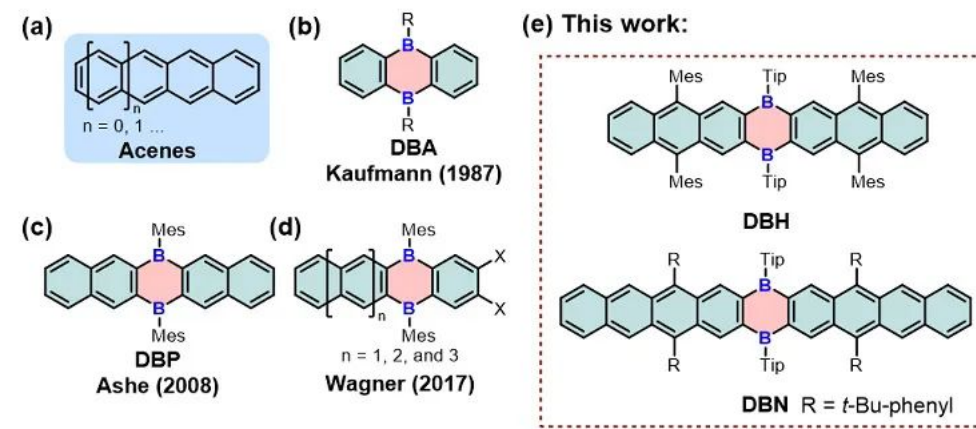 (a)
n
n = 0, 1 ...
Acenes
(b)
R
B
B
R
DBA
Kaufmann (1987)
(c)
Mes
B
B
Mes
DBP
Ashe (2008)
(d)
Mes
B
X
n
B
X
Mes
n = 1, 2, and 3
Wagner (2017)
(e) This work:
Mes Tip Mes
B
B
Mes Tip Mes
DBH
R Tip R
B
B
R Tip R
DBN R = t-Bu-phenyl